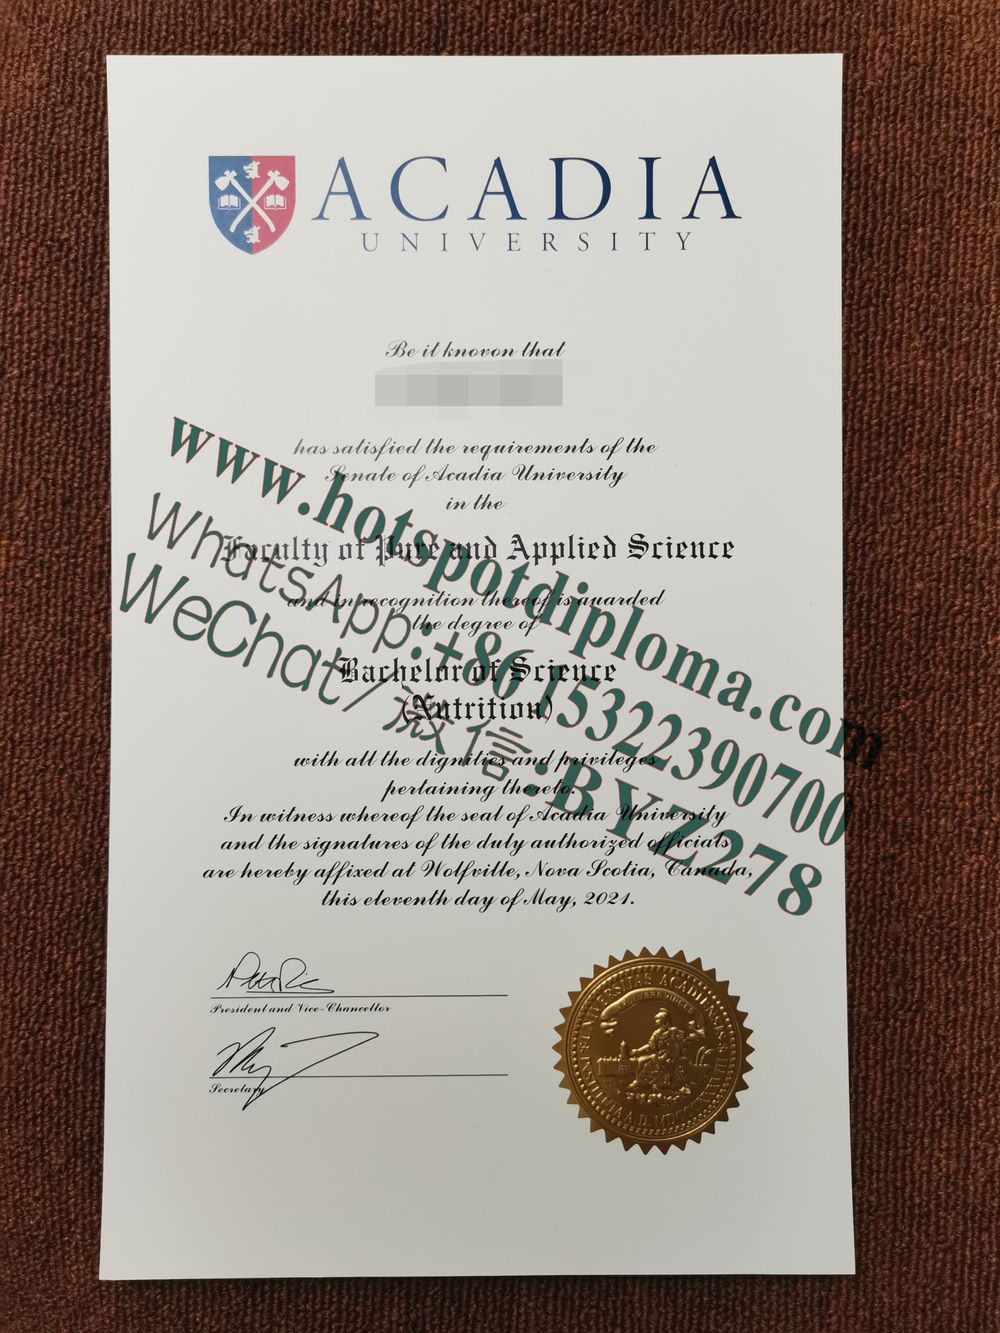 ACADIA
UNIVERSITY
Be it known that
has satisfied the requirements of the
Senate of Acadia University
in the
Faculty of Pure and Applied Science
and in recognition thereof is awarded
the degree of
Bachelor of Science
(Nutrition)
with all the dignities and privileges
pertaining thereto.
In witness whereof the seal of Acadia University
and the signatures of the duly authorized officials
are hereby affixed at Wolfville, Nova Scotia, Canada,
this eleventh day of May, 2021.
President and Vice-Chancellor
Secretary
www.hotspotdiploma.com
WhatsApp:+86 15322390700
WeChat/微信:BYZ278